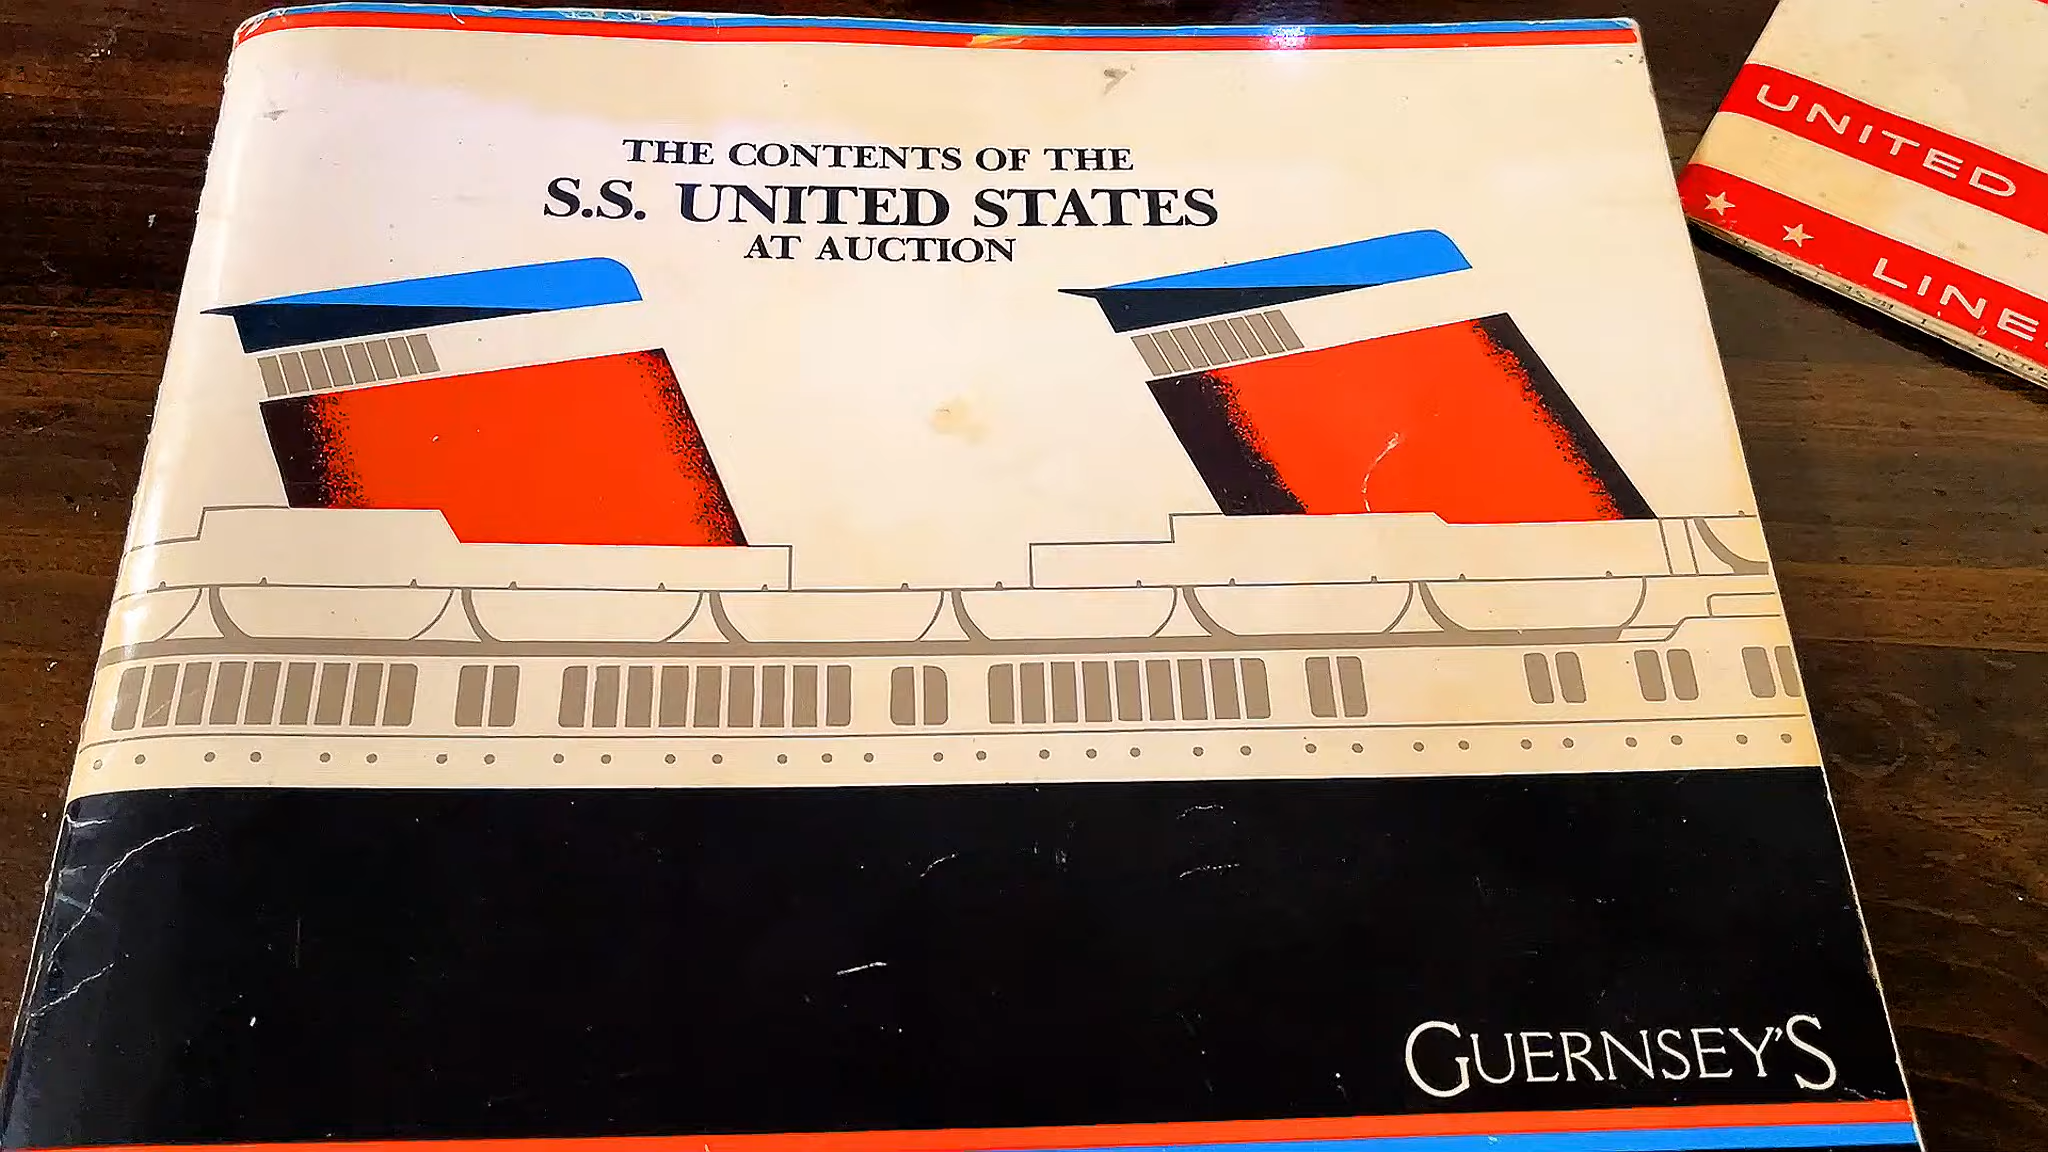 THE CONTENTS OF THE
S.S. UNITED STATES
AT AUCTION
UNITED
LINE
GUERNSEY'S